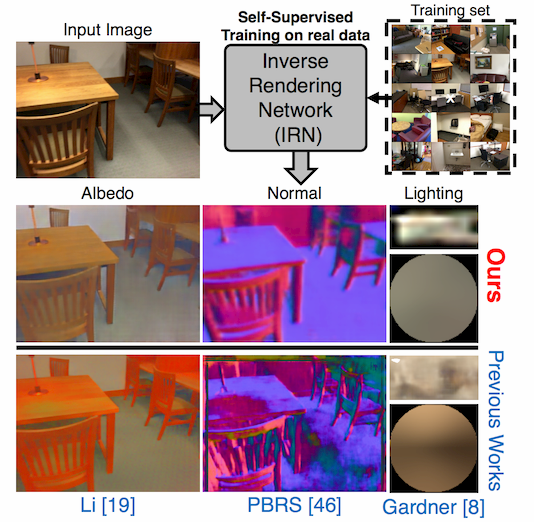 Input Image
Self-Supervised
Training on real data
Training set
Inverse
Rendering
Network
(IRN)
Albedo
Normal
Lighting
Ours
Previous Works
Li [19]
PBRS [46]
Gardner [8]